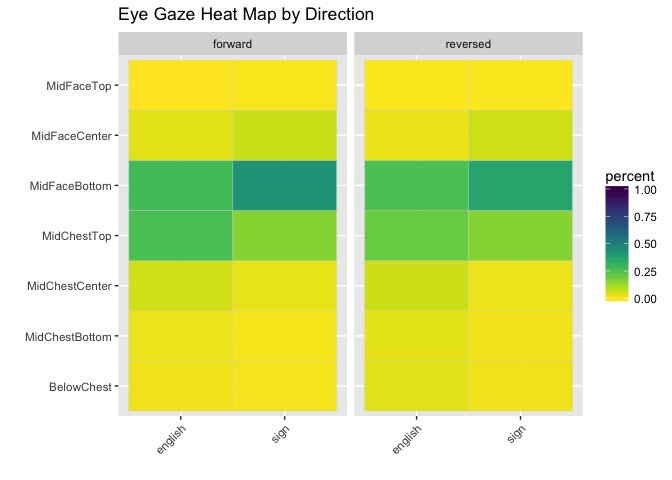 Eye Gaze Heat Map by Direction
forward
reversed
MidFaceTop
MidFaceCenter
MidFaceBottom
MidChestTop
MidChestCenter
MidChestBottom
BelowChest
english
sign
english
sign
percent
1.00
0.75
0.50
0.25
0.00